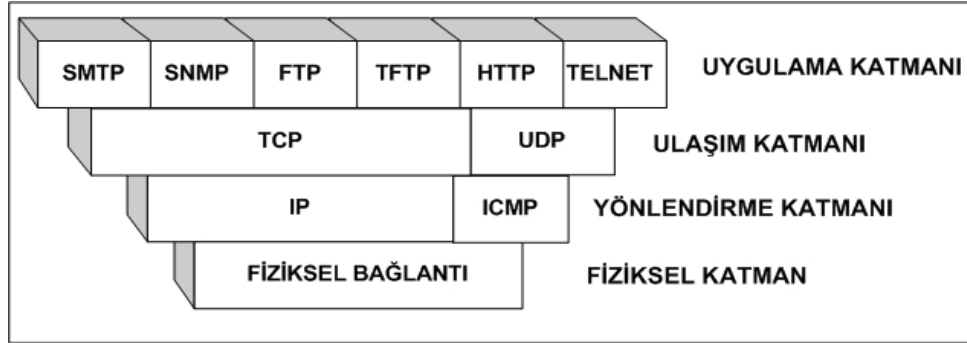 SMTP SNMP FTP TFTP HTTP TELNET UYGULAMA KATMANI
TCP UDP ULAŞIM KATMANI
IP ICMP YÖNLENDİRME KATMANI
FİZİKSEL BAĞLANTI FİZİKSEL KATMAN